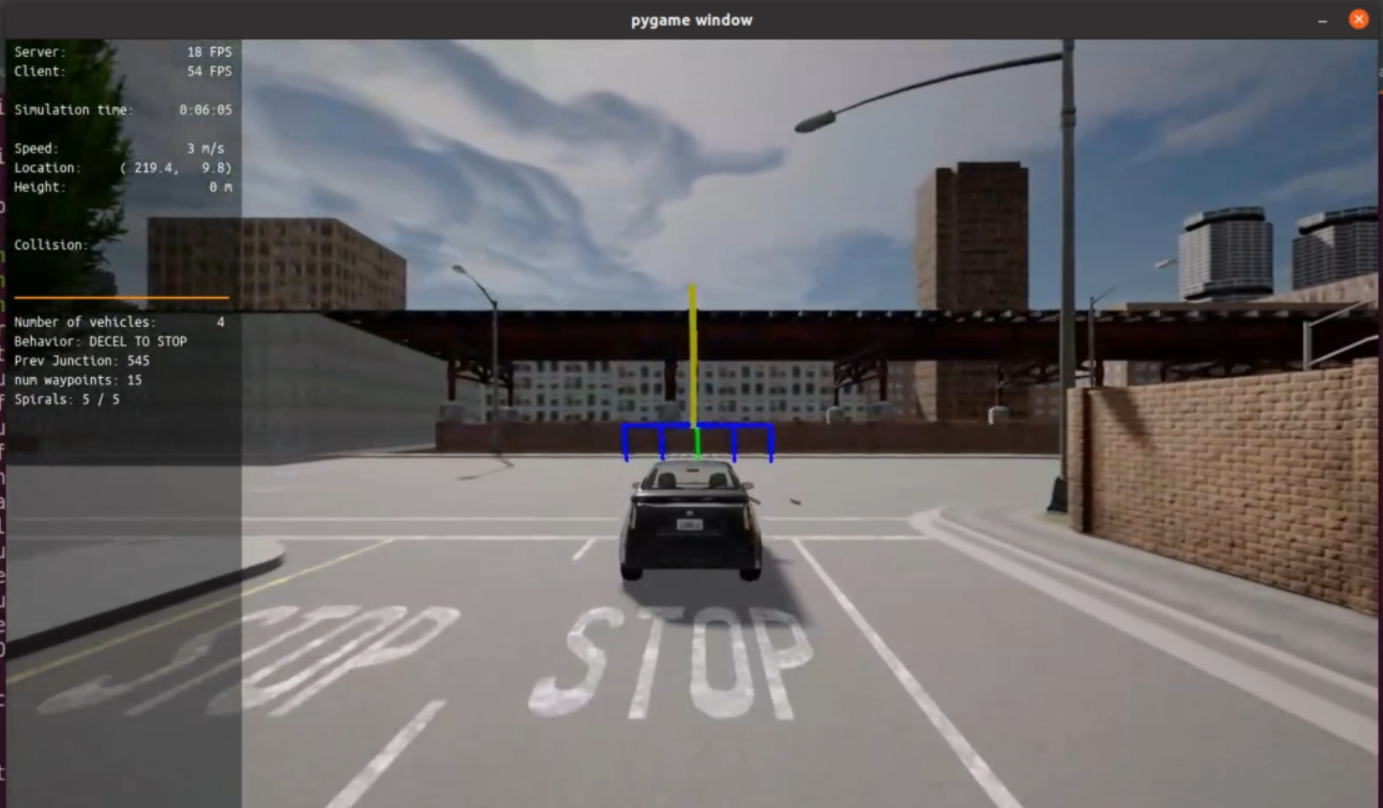 pygame window
Server: 18 FPS
Client: 54 FPS
Simulation time: 0:06:05
Speed: 3 m/s
Location: ( 219.4, 9.8)
Height: 0 m
Collision:
Number of vehicles: 4
Behavior: DECEL TO STOP
Prev Junction: 545
num waypoints: 15
Spirals: 5 / 5
STOP STOP